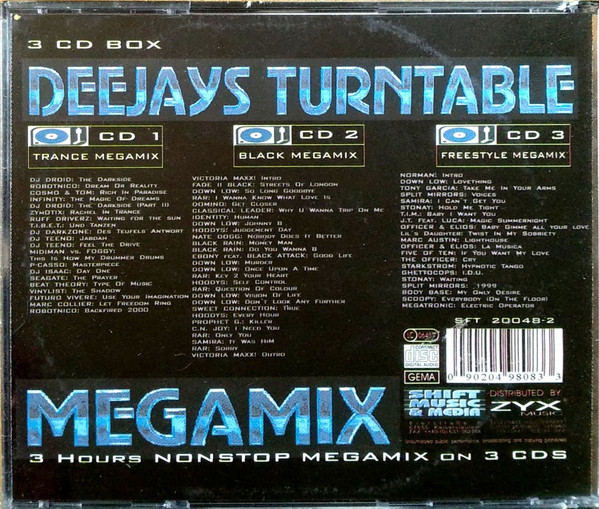 3 CD BOX
DEEJAYS TURNTABLE
CD 1
TRANCE MEGAMIX
DJ DROID: THE DARKSIDE
ROBOTNICO: DREAM OR REALITY
COSMO & TOM: RICH IN PARADISE
INFINITY: THE MAGIC OF DREAMS
DJ DROID: THE DARKSIDE (PART II)
ZYMOTIX: RACHEL IN TRANCE
RUFF DRIVERZ: WAITING FOR THE SUN
T.I.B.E.T.: UND TANZEN
DJ DARKZONE: DES TEUFELS ANTWORT
DJ TEENO: JAMAICA
DJ TEENO: FEEL THE DRIVE
MIDIMAN VS. FOGGY:
THIS IS HOW MY DRUMMER DRUMS
P-CASSO: MASTERPIECE
DJ ISAAC: DAY ONE
SEAGATE: THE PRAYER
BEAT THEORY: TYPE OF MUSIC
VINYLIST: THE SHADOW
FUTURO VIVERE: USE YOUR IMAGINATION
MARC COLLIER: LET FREEDOM RING
ROBOTNICO: BACKFIRED 2000
CD 2
BLACK MEGAMIX
VICTORIA MAXX!: INTRO
FADE II BLACK: STREETS OF LONDON
DOWN LOW: SO LONG GOODBYE
RAR: I WANNA KNOW WHAT LOVE IS
DOMINO: GET CLOSER
CLASSICAL LEADER: WHY U WANNA TRIP ON ME
IDENTITY: HUMAN
DOWN LOW: JOHNNY B
HOODYS: JUDGEMENT DAY
NATE DOGG: NOBODY DOES IT BETTER
BLACK RAIN: MONEY MAN
BLACK RAIN: DO YOU WANNA B
EBONY FEAT. BLACK ATTACK: GOOD LIFE
DOWN LOW: ONCE UPON A TIME
DOWN LOW: MURDER
RAR: KEY 2 YOUR HEART
HOODYS: SELF CONTROL
RAR: QUESTION OF COLOUR
DOWN LOW: VISION OF LIFE
DOWN LOW: DON'T LOOK ANY FURTHER
SWEET CONNECTION: TRUE
HOODYS: EVERY HOUR
PROPHET G.: KILLER
C.N. JOY: I NEED YOU
RAR: ONLY YOU
SAMIRA: IT WAS HIM
RAR: SORRY
VICTORIA MAXX!: OUTRO
CD 3
FREESTYLE MEGAMIX
NORMAN: INTRO
DOWN LOW: LOVETHING
TONY GARCIA: TAKE ME IN YOUR ARMS
SPLIT MIRRORS: VOICES
SAMIRA: I CAN'T GET YOU
STONAY: HOLD ME TIGHT
T.I.M.: BABY I WANT YOU
J.T. FEAT. LUCA: MAGIC SUMMERNIGHT
OFFICER & ELIOS: BABY GIMME ALL YOUR LOVE
LIL'S DAUGHTER: TWIST IN MY SOBRIETY
MARC AUSTIN: LIGHTHOUSE
OFFICER & ELIOS: LA MUSICA
FIVE OF TEN: IF YOU WANT MY LOVE
THE OFFICER: CRY
STARKSTROM: HYPNOTIC TANGO
GHETTOCOPS: I.O.U.
STONAY: WAITING
SPLIT MIRRORS: 1999
BODY BASE: MY ONLY DESIRE
SCOOPY: EVERYBODY (ON THE FLOOR)
MEGATRONIC: ELECTRIC OPERATOR
SFT 20048-2
LC 06417
COMPACT
disc
DIGITAL AUDIO
GEMA
0 90204 98083 3
MEGAMIX
SHIFT
MUSIC
& MEDIA
DISTRIBUTED BY
ZYX
MUSIC
3 HOURS NONSTOP MEGAMIX ON 3 CDS